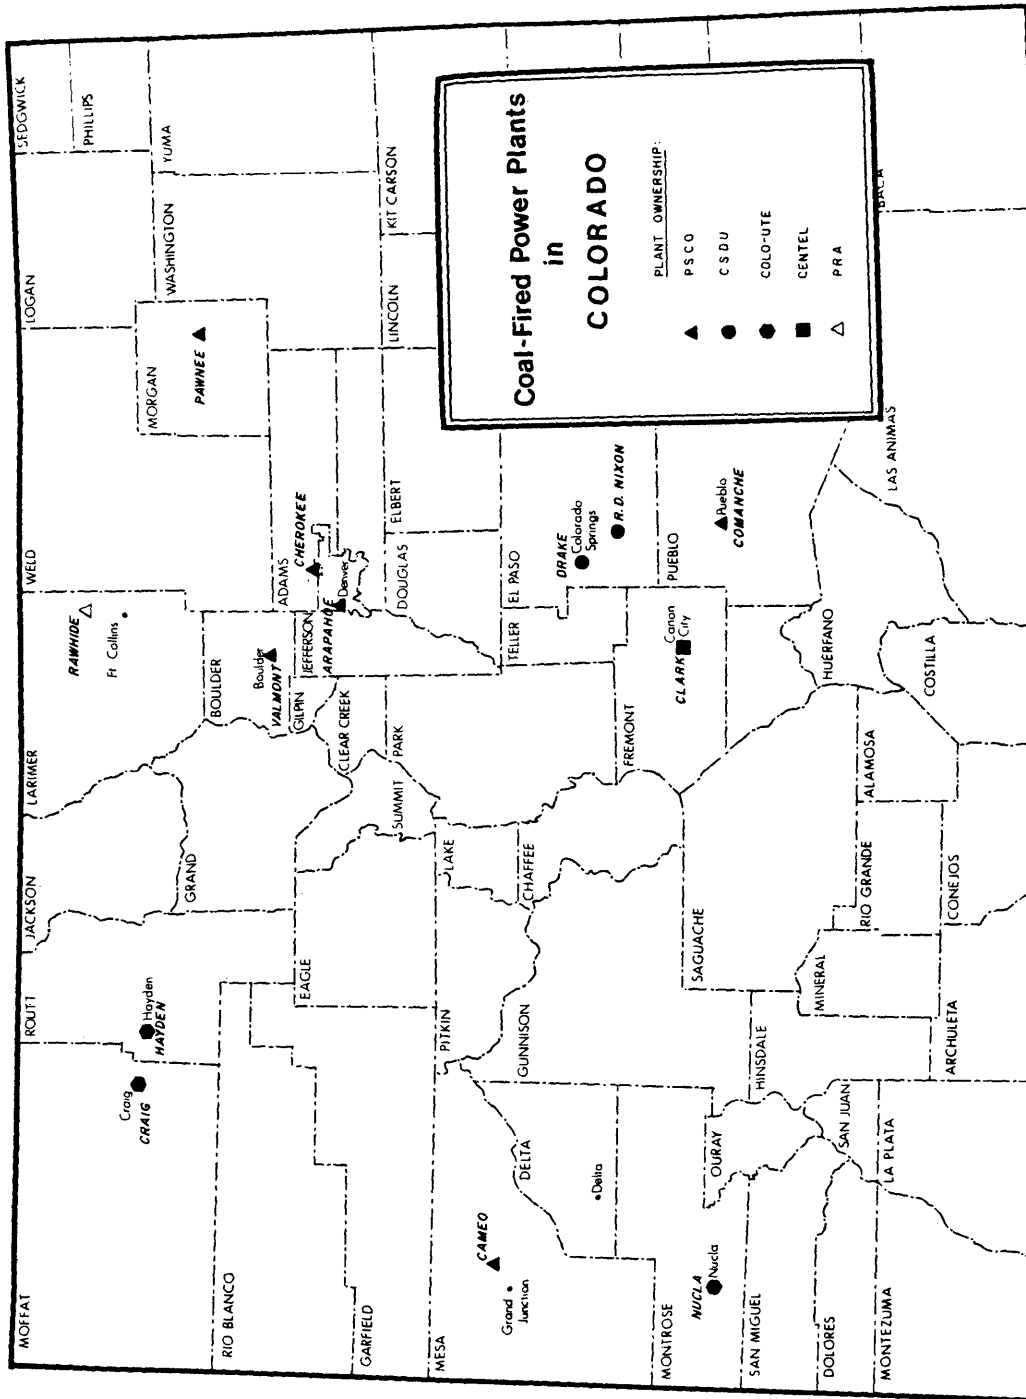 Coal-Fired Power Plants
in
COLORADO
PLANT OWNERSHIP:
PSCO
CSDU
COLO-UTE
CENTEL
PRA
MOFFAT
ROUTT
JACKSON
LARIMER
WELD
LOGAN
SEDGWICK
PHILLIPS
Craig
CRAIG
Hayden
HAYDEN
GRAND
RAWHIDE
Ft Collins
MORGAN
PAWNEE
WASHINGTON
YUMA
RIO BLANCO
EAGLE
BOULDER
Boulder
VALMONT
GILPIN
JEFFERSON
CLEAR CREEK
ADAMS
CHEROKEE
ARAPAHOE
Denver
GARFIELD
SUMMIT
PARK
DOUGLAS
ELBERT
LINCOLN
KIT CARSON
MESA
PITKIN
LAKE
CAMEO
Grand
Junction
DELTA
GUNNISON
CHAFFEE
TELLER
EL PASO
DRAKE
Colorado
Springs
R.D. NIXON
Delta
FREMONT
MONTROSE
SAGUACHE
CLARK
Canon
City
PUEBLO
Pueblo
COMANCHE
NUCLA
Nucla
OURAY
HINSDALE
SAN MIGUEL
MINERAL
HUERFANO
DOLORES
SAN JUAN
RIO GRANDE
ALAMOSA
LAS ANIMAS
BACA
MONTEZUMA
LA PLATA
ARCHULETA
CONEJOS
COSTILLA